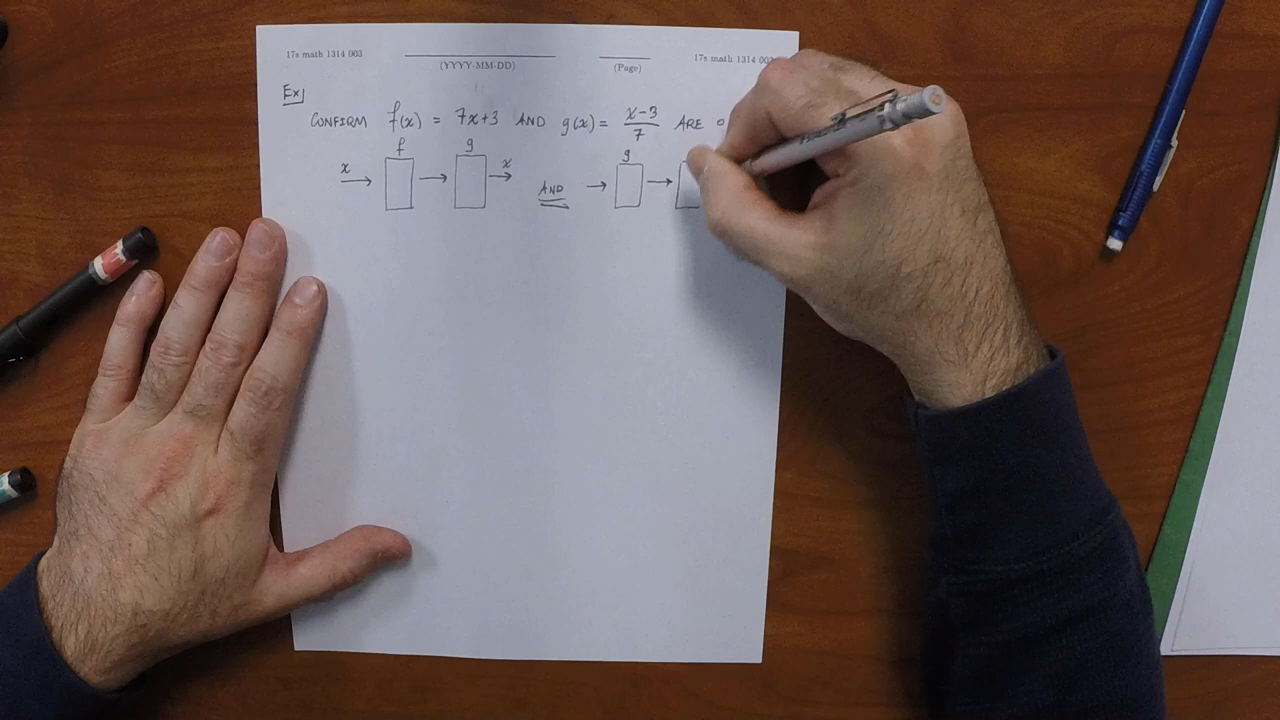 17s math 1314 003 (YYYY-MM-DD) (Page) 17s math 1314
Ex
CONFIRM f(x) = 7x+3 AND g(x) = \frac{x-3}{7} ARE
f g g
x x AND